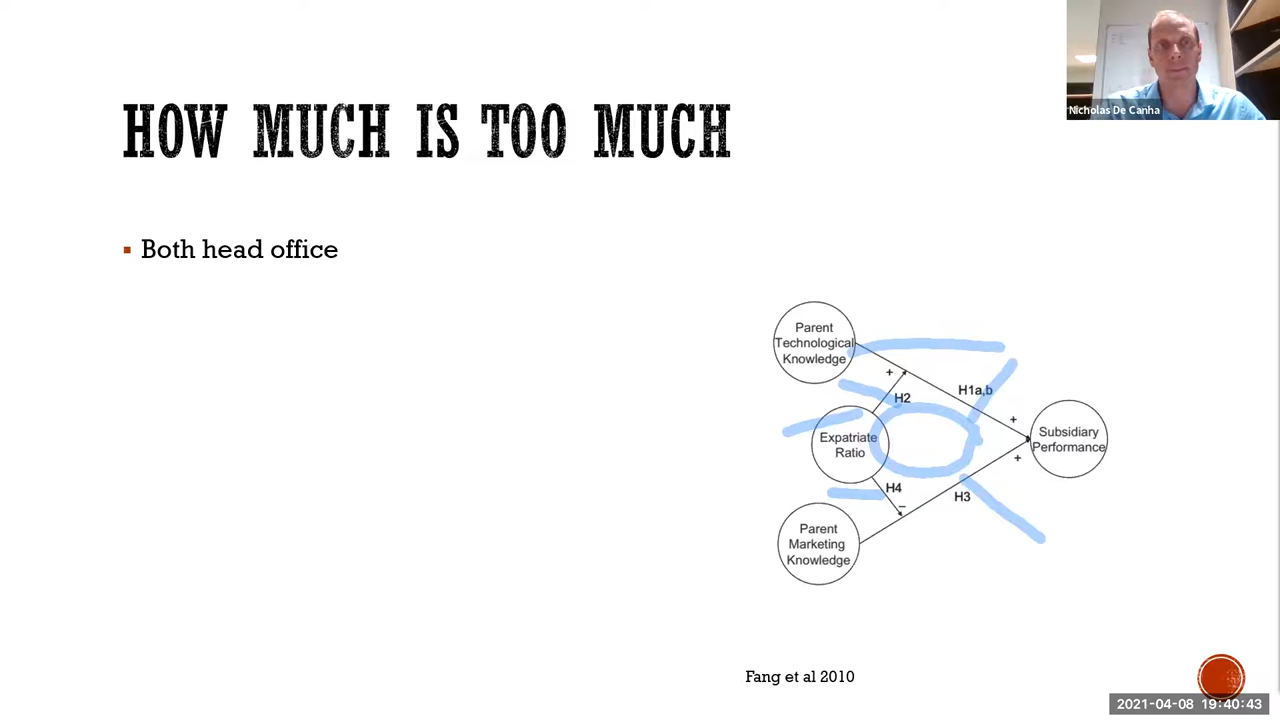 Nicholas De Canha
HOW MUCH IS TOO MUCH
Both head office
Parent
Technological
Knowledge
+
H1a,b
H2
+
Expatriate
Ratio
Subsidiary
Performance
+
H4
H3
–
Parent
Marketing
Knowledge
Fang et al 2010
2021-04-08 19:40:43